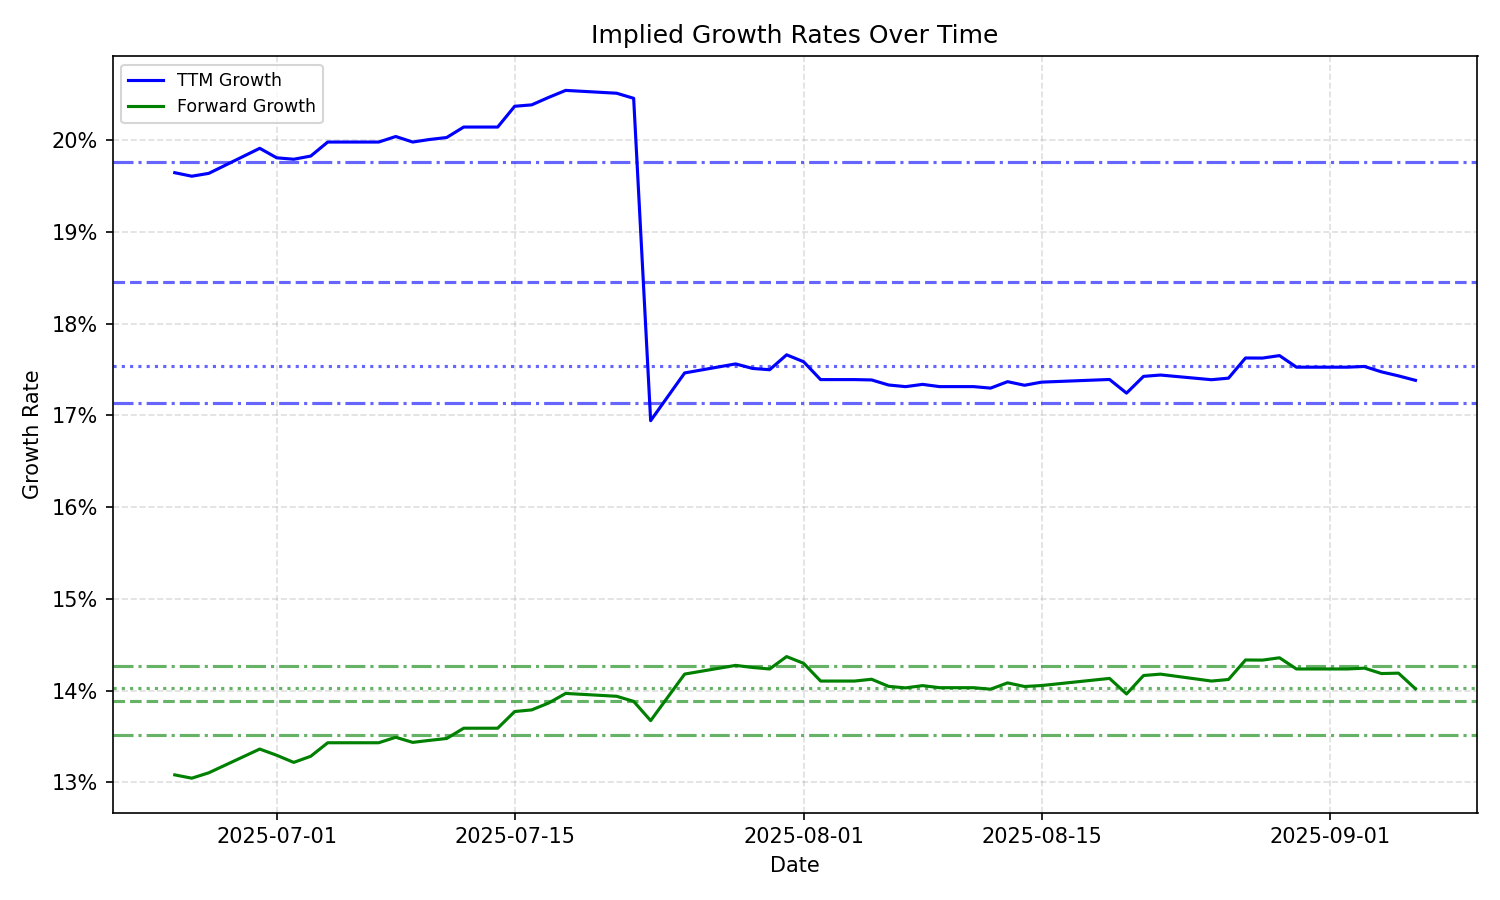 Implied Growth Rates Over Time
TTM Growth
Forward Growth
20%
19%
18%
17%
16%
15%
14%
13%
Growth Rate
2025-07-01
2025-07-15
2025-08-01
2025-08-15
2025-09-01
Date